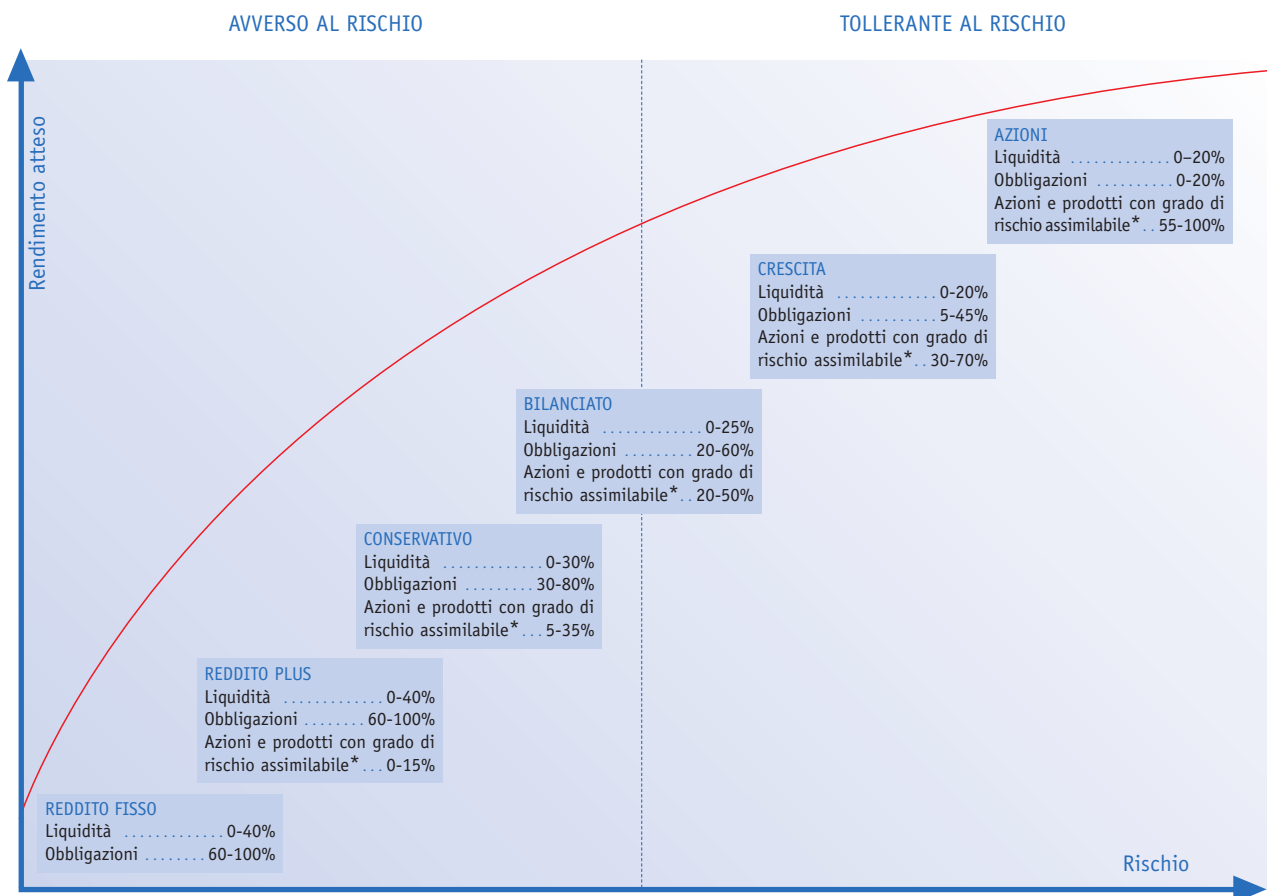 AVVERSO AL RISCHIO
TOLLERANTE AL RISCHIO
Rendimento atteso
AZIONI
Liquidità ............. 0–20%
Obbligazioni .......... 0-20%
Azioni e prodotti con grado di
rischio assimilabile* .. 55-100%
CRESCITA
Liquidità ............. 0-20%
Obbligazioni .......... 5-45%
Azioni e prodotti con grado di
rischio assimilabile* .. 30-70%
BILANCIATO
Liquidità ............. 0-25%
Obbligazioni ......... 20-60%
Azioni e prodotti con grado di
rischio assimilabile* .. 20-50%
CONSERVATIVO
Liquidità ............. 0-30%
Obbligazioni ......... 30-80%
Azioni e prodotti con grado di
rischio assimilabile* ... 5-35%
REDDITO PLUS
Liquidità ............. 0-40%
Obbligazioni ........ 60-100%
Azioni e prodotti con grado di
rischio assimilabile* ... 0-15%
REDDITO FISSO
Liquidità ............. 0-40%
Obbligazioni ........ 60-100%
Rischio